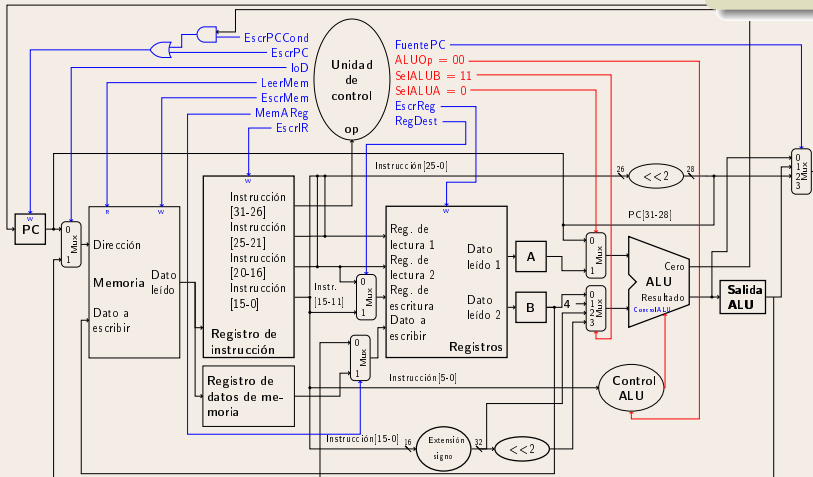 EscrPCCond
EscrPC
IoD
LeerMem
EscrMem
MemAReg
EscrIR
Unidad
de
control
op
FuentePC
ALUOp = 00
SelALUB = 11
SelALUA = 0
EscrReg
RegDest
Instrucción[25-0]
26
<<2
28
0
1
2
3
Mux
PC[31-28]
W
PC
0
Mux
1
R
W
Dirección
Memoria
Dato
leído
Dato a
escribir
W
Instrucción
[31-26]
Instrucción
[25-21]
Instrucción
[20-16]
Instrucción
[15-0]
Registro de
instrucción
Registro de
datos de me-
moria
Instr.
[15-11]
0
Mux
1
0
Mux
1
W
Reg. de
lectura 1
Reg. de
lectura 2
Reg. de
escritura
Dato a
escribir
Dato
leído 1
Dato
leído 2
Registros
A
B
4
0
Mux
1
0
1
2
3
Mux
Cero
ALU
Resultado
ControlALU
Salida
ALU
Instrucción[5-0]
Control
ALU
Instrucción[15-0]
16
Extensión
signo
32
<<2